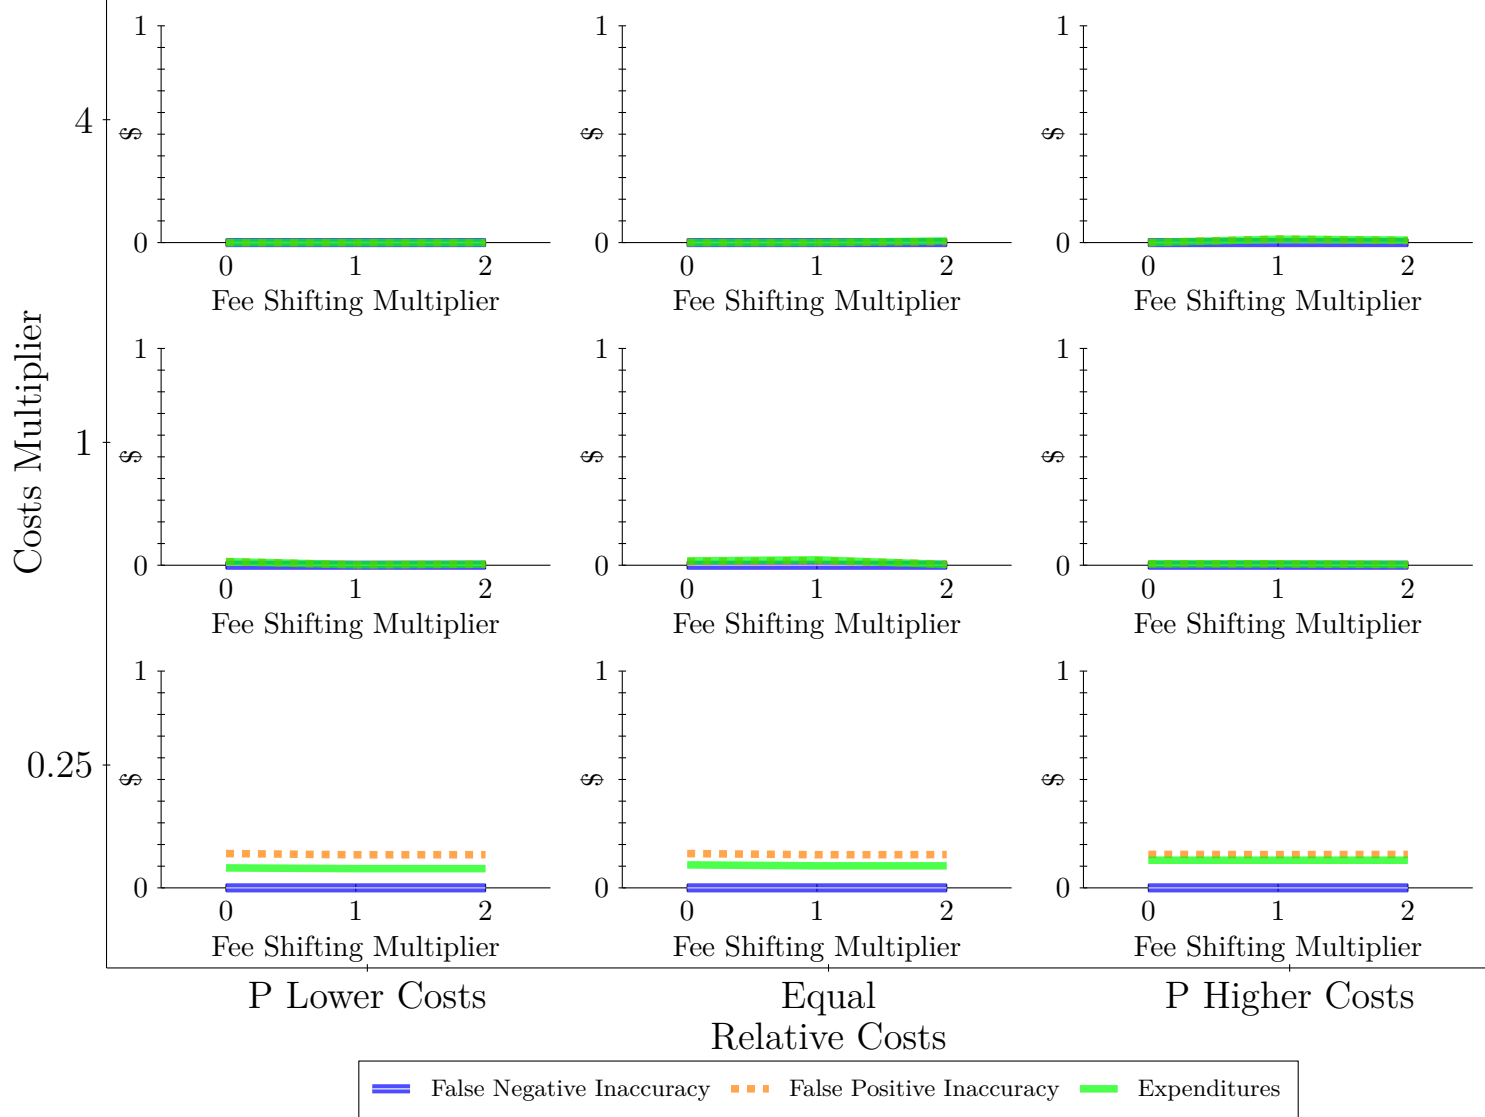 Costs Multiplier
4
1
$
0
0 1 2
Fee Shifting Multiplier
1
$
0
0 1 2
Fee Shifting Multiplier
1
$
0
0 1 2
Fee Shifting Multiplier
1
1
$
0
0 1 2
Fee Shifting Multiplier
1
$
0
0 1 2
Fee Shifting Multiplier
1
$
0
0 1 2
Fee Shifting Multiplier
0.25
1
$
0
0 1 2
Fee Shifting Multiplier
1
$
0
0 1 2
Fee Shifting Multiplier
1
$
0
0 1 2
Fee Shifting Multiplier
P Lower Costs
Equal
P Higher Costs
Relative Costs
False Negative Inaccuracy
False Positive Inaccuracy
Expenditures